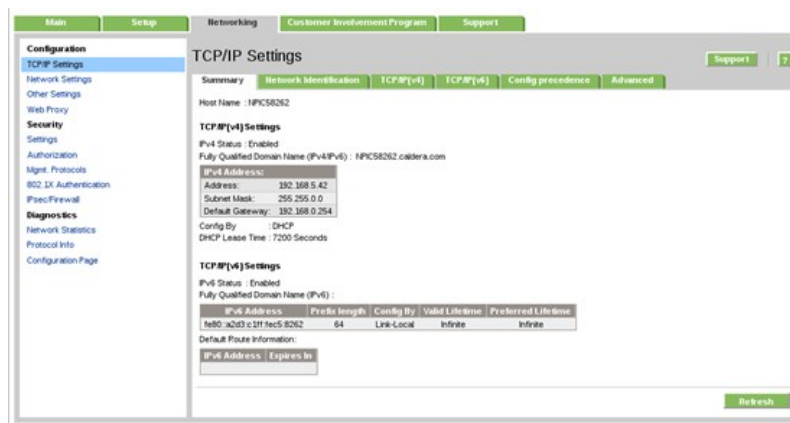 Main Setup Networking Customer Involvement Program Support
Configuration
TCP/IP Settings
Network Settings
Other Settings
Web Proxy
Security
Settings
Authorization
Mgmt. Protocols
802.1X Authentication
IPsec/Firewall
Diagnostics
Network Statistics
Protocol Info
Configuration Page
TCP/IP Settings
Support ?
Summary Network Identification TCP/IP(v4) TCP/IP(v6) Config precedence Advanced
Host Name : NPIC58262
TCP/IP(v4) Settings
IPv4 Status : Enabled
Fully Qualified Domain Name (IPv4/IPv6) : NPIC58262.caldera.com
IPv4 Address:
Address: 192.168.5.42
Subnet Mask: 255.255.0.0
Default Gateway: 192.168.0.254
Config By : DHCP
DHCP Lease Time : 7200 Seconds
TCP/IP(v6) Settings
IPv6 Status : Enabled
Fully Qualified Domain Name (IPv6) :
IPv6 Address Prefix length Config By Valid Lifetime Preferred Lifetime
fe80::a2d3:c1ff:fec5:8262 64 Link-Local Infinite Infinite
Default Route Information:
IPv6 Address Expires In
Refresh